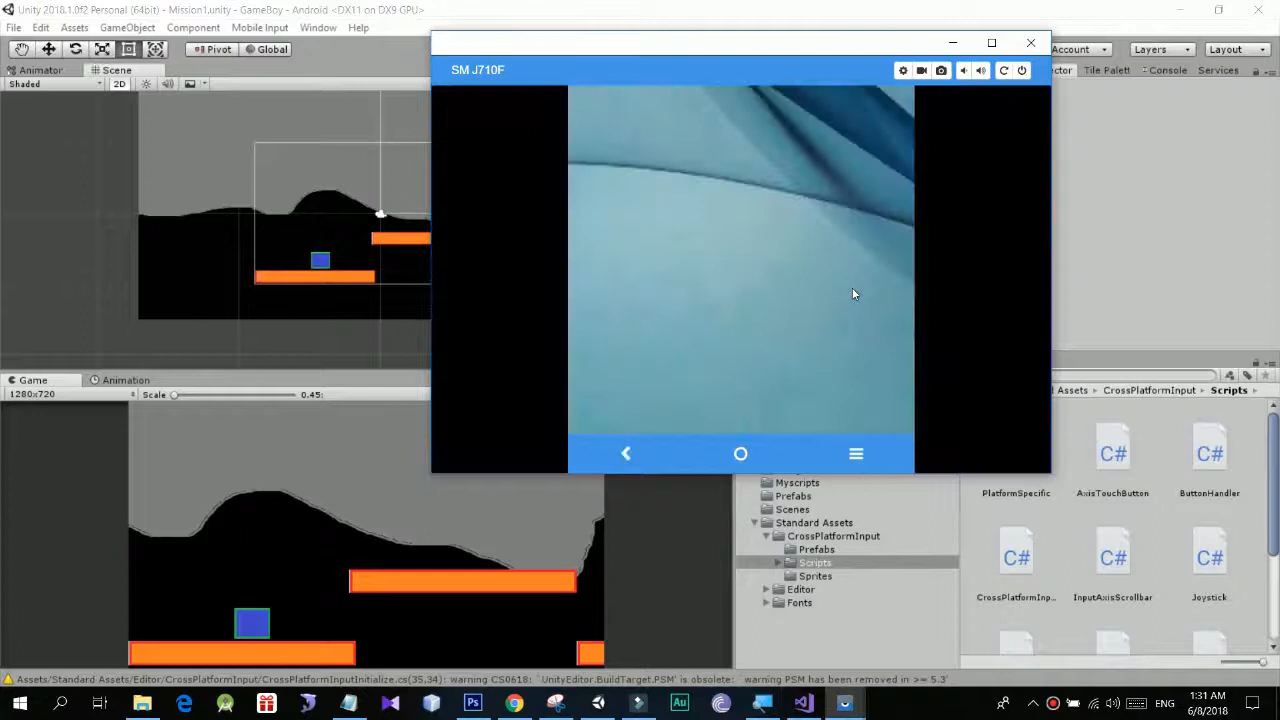 Unity 2018.1.0f2 Personal (64bit) - Mission1.unity - GameBoy - Android* <DX11 on DX9 GPU>
File Edit Assets GameObject Component Mobile Input Window Help
Pivot Global
Account Layers Layout
SM J710F
Animator Scene
Tile Palett Console Services
Shaded 2D
Game Animation
1280x720 Scale 0.45:
Assets CrossPlatformInput Scripts
PlatformSpecific AxisTouchButton ButtonHandler
CrossPlatformInp... InputAxisScrollbar Joystick
Myscripts
Prefabs
Scenes
Standard Assets
CrossPlatformInput
Prefabs
Scripts
Sprites
Editor
Fonts
C# C# C#
C# C# C#
Assets/Standard Assets/Editor/CrossPlatformInput/CrossPlatformInputInitialize.cs(35,34): warning CS0618: `UnityEditor.BuildTarget.PSM' is obsolete: `warning PSM has been removed in >= 5.3'
Ps Au
1:31 AM
6/8/2018